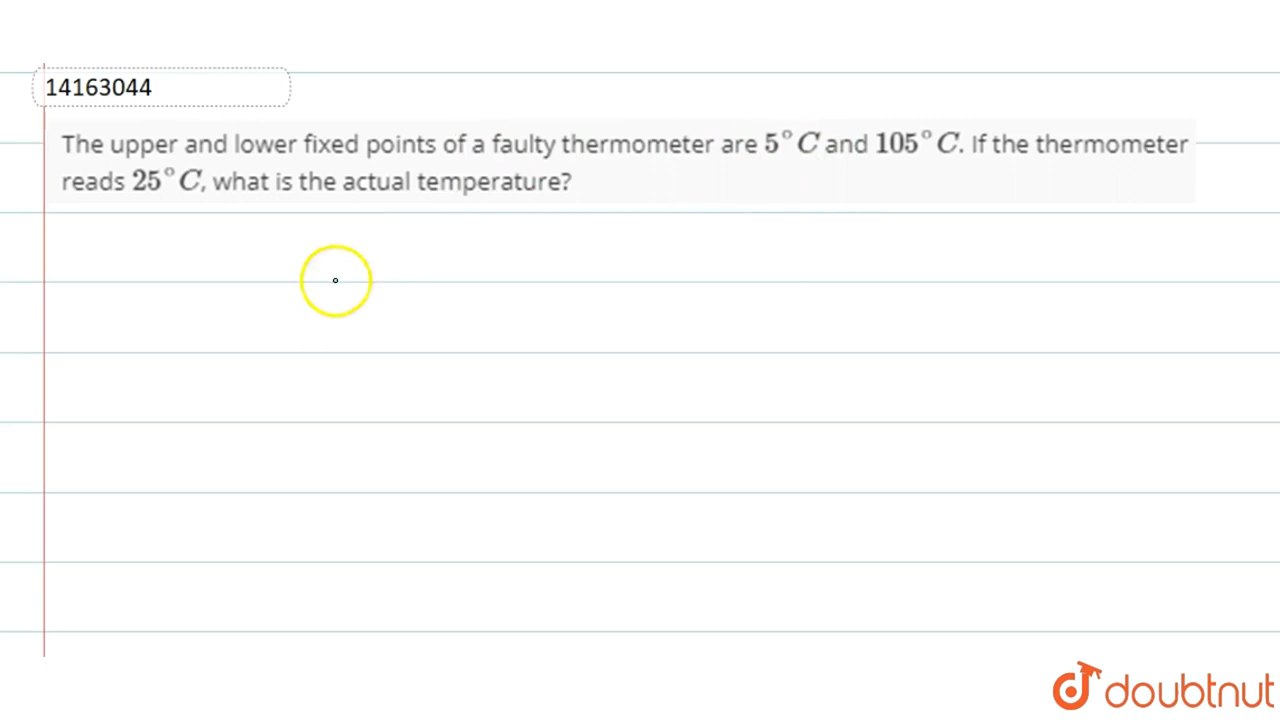 14163044
The upper and lower fixed points of a faulty thermometer are 5° C and 105° C. If the thermometer
reads 25° C, what is the actual temperature?
doubtnut